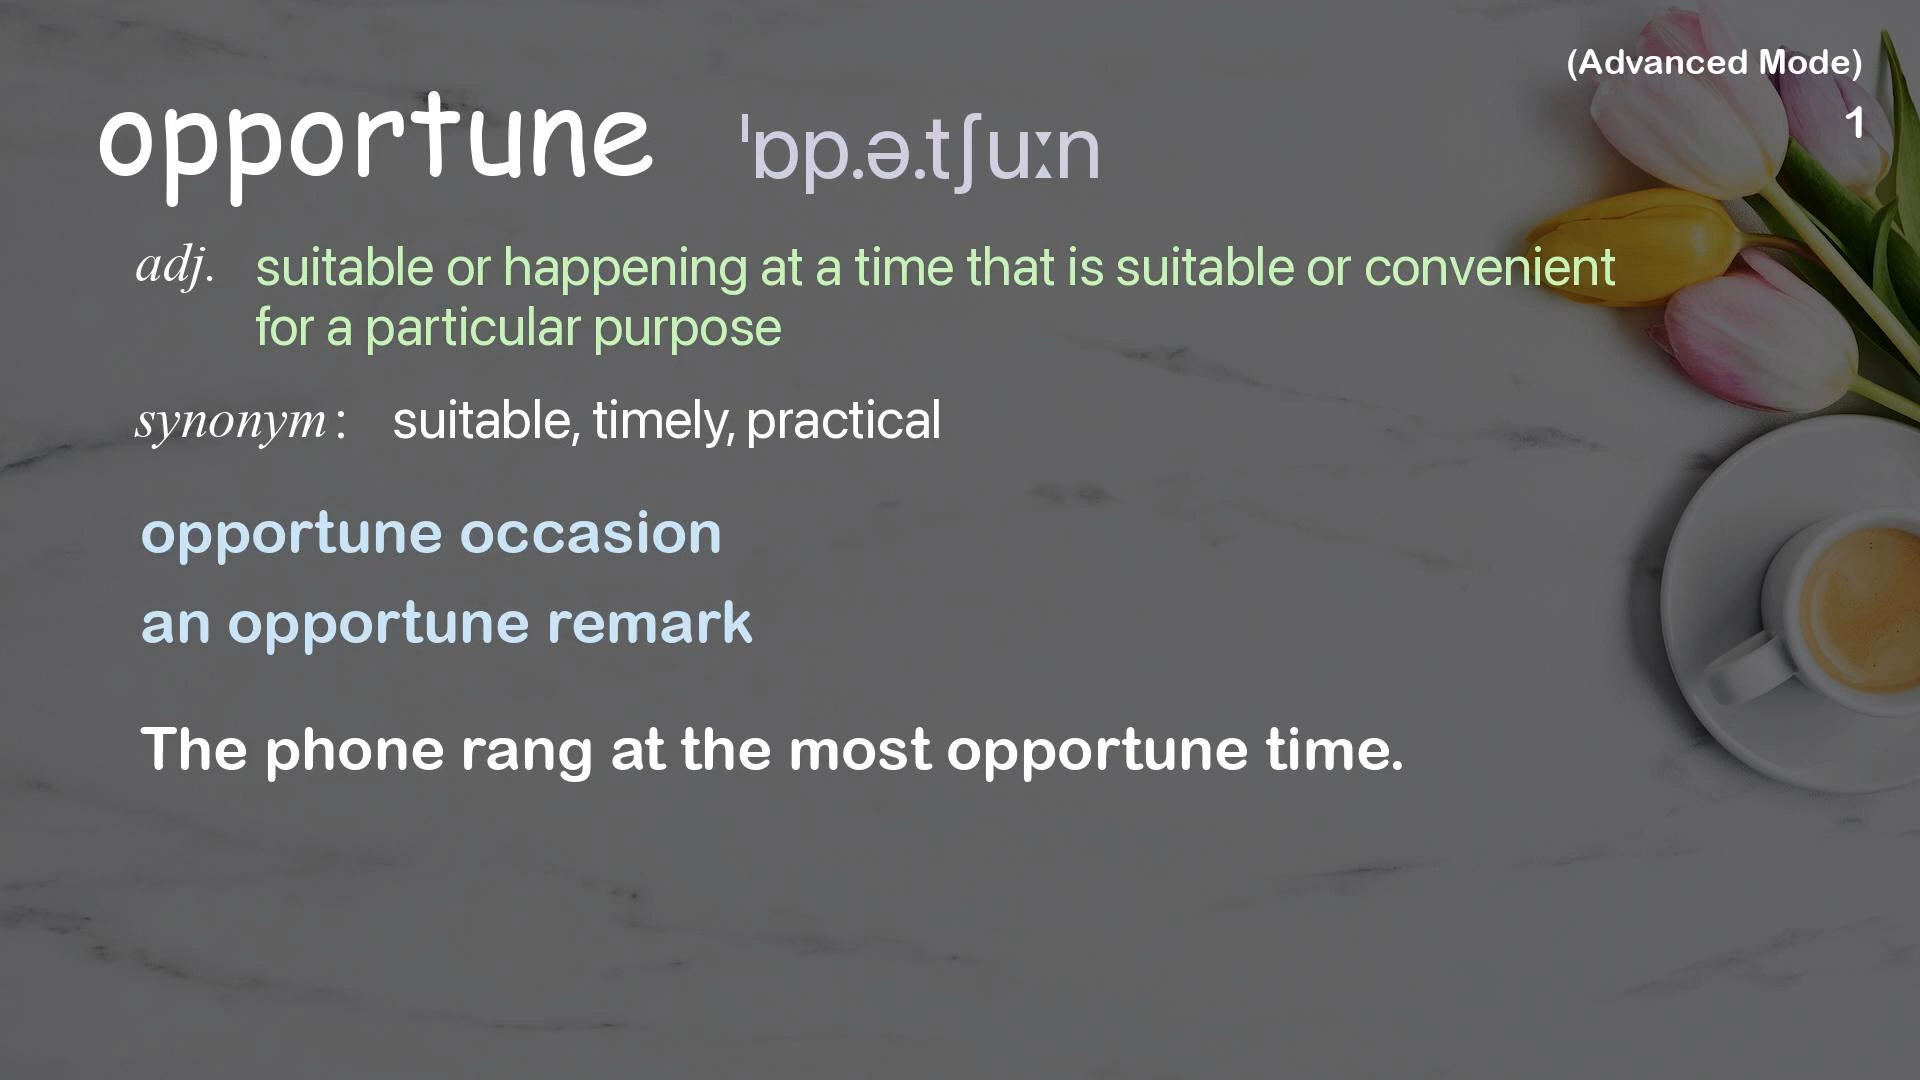 (Advanced Mode)
1
opportune ˈɒp.ə.tʃuːn
adj. suitable or happening at a time that is suitable or convenient
for a particular purpose
synonym: suitable, timely, practical
opportune occasion
an opportune remark
The phone rang at the most opportune time.